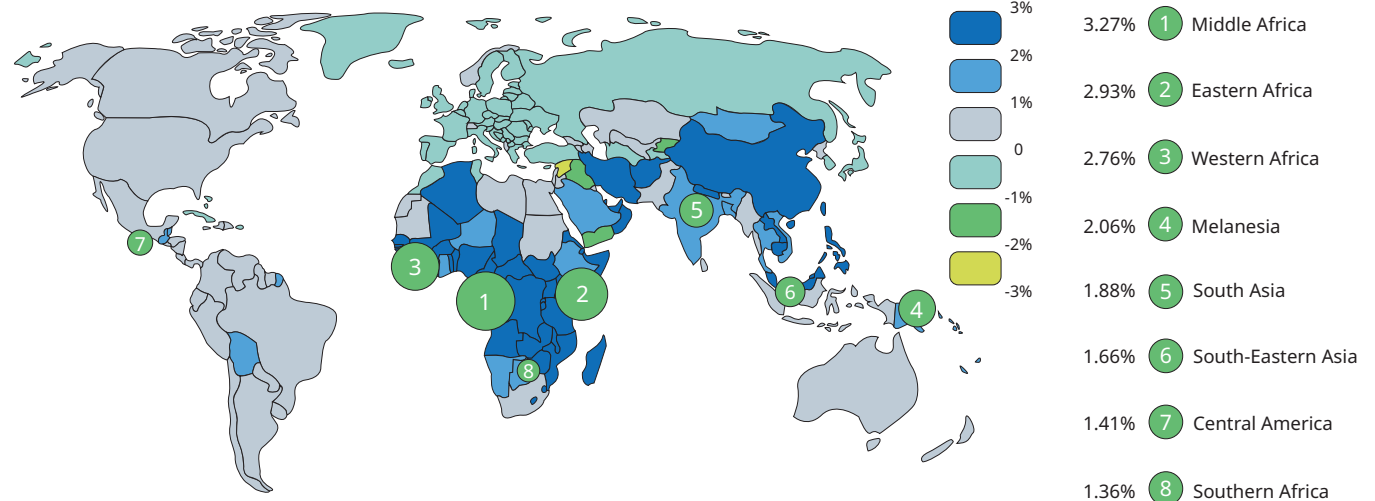 3%
2%
1%
0
-1%
-2%
-3%
3.27% 1 Middle Africa
2.93% 2 Eastern Africa
2.76% 3 Western Africa
2.06% 4 Melanesia
1.88% 5 South Asia
1.66% 6 South-Eastern Asia
1.41% 7 Central America
1.36% 8 Southern Africa
7
3
1
2
5
6
4
8